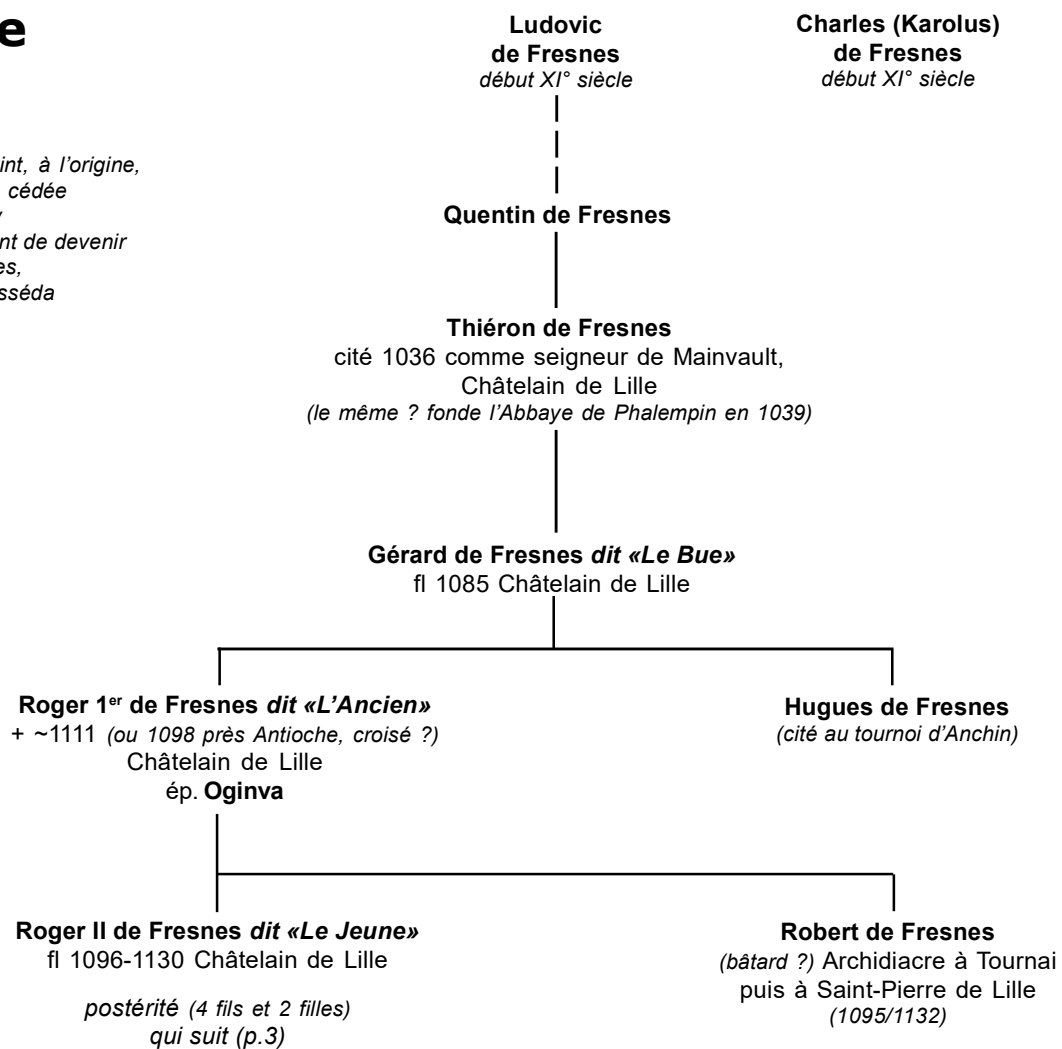 e
Ludovic
de Fresnes
début XI° siècle
Charles (Karolus)
de Fresnes
début XI° siècle
int, à l’origine,
cédée
nt de devenir
es,
sséda
Quentin de Fresnes
Thiéron de Fresnes
cité 1036 comme seigneur de Mainvault,
Châtelain de Lille
(le même ? fonde l’Abbaye de Phalempin en 1039)
Gérard de Fresnes dit «Le Bue»
fl 1085 Châtelain de Lille
Roger 1er de Fresnes dit «L’Ancien»
+ ~1111 (ou 1098 près Antioche, croisé ?)
Châtelain de Lille
ép. Oginva
Hugues de Fresnes
(cité au tournoi d’Anchin)
Roger II de Fresnes dit «Le Jeune»
fl 1096-1130 Châtelain de Lille
postérité (4 fils et 2 filles)
qui suit (p.3)
Robert de Fresnes
(bâtard ?) Archidiacre à Tournai
puis à Saint-Pierre de Lille
(1095/1132)